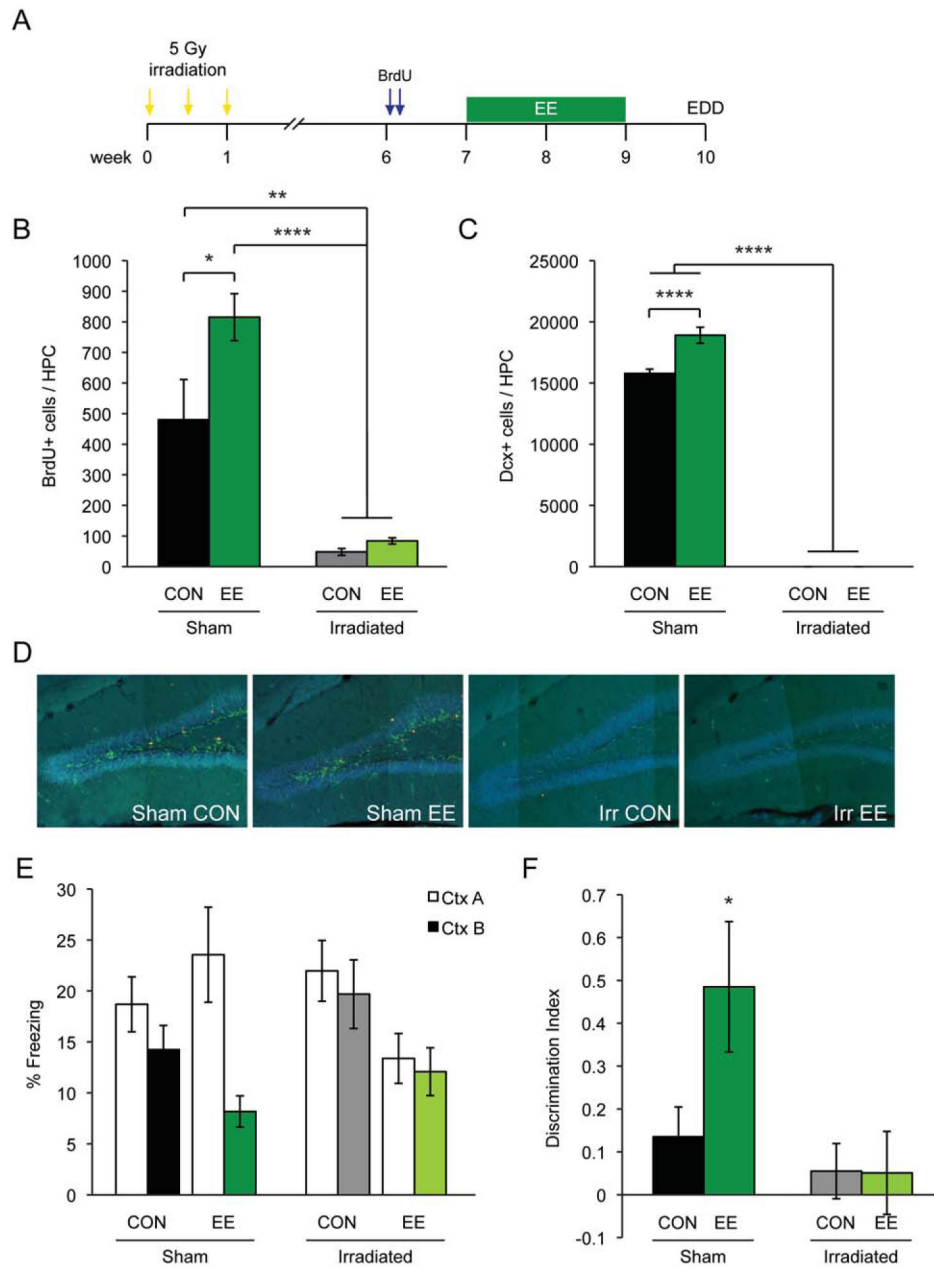 A
5 Gy
irradiation
BrdU
EE
EDD
week 0 1 6 7 8 9 10
B
**
****
*
1000
900
800
700
600
500
400
300
200
100
0
BrdU+ cells / HPC
CON EE CON EE
Sham Irradiated
C
****
****
25000
20000
15000
10000
5000
0
Dcx+ cells / HPC
CON EE CON EE
Sham Irradiated
D
Sham CON
Sham EE
Irr CON
Irr EE
E
30
25
20
15
10
5
0
% Freezing
Ctx A
Ctx B
CON EE CON EE
Sham Irradiated
F
0.7
0.6
0.5
0.4
0.3
0.2
0.1
0
-0.1
Discrimination Index
*
CON EE CON EE
Sham Irradiated